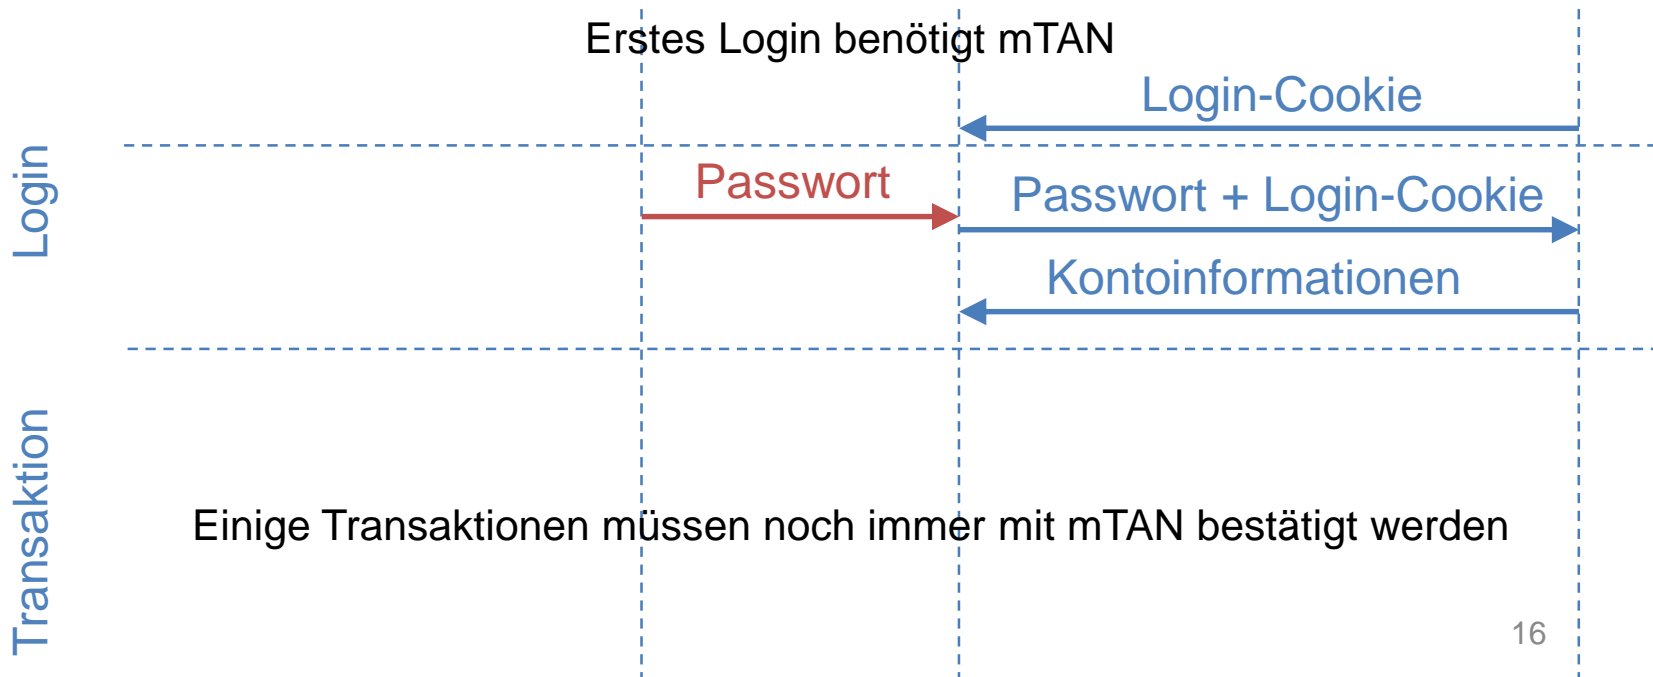 Erstes Login benötigt mTAN
Login-Cookie
Login
Passwort
Passwort + Login-Cookie
Kontoinformationen
Transaktion
Einige Transaktionen müssen noch immer mit mTAN bestätigt werden
16